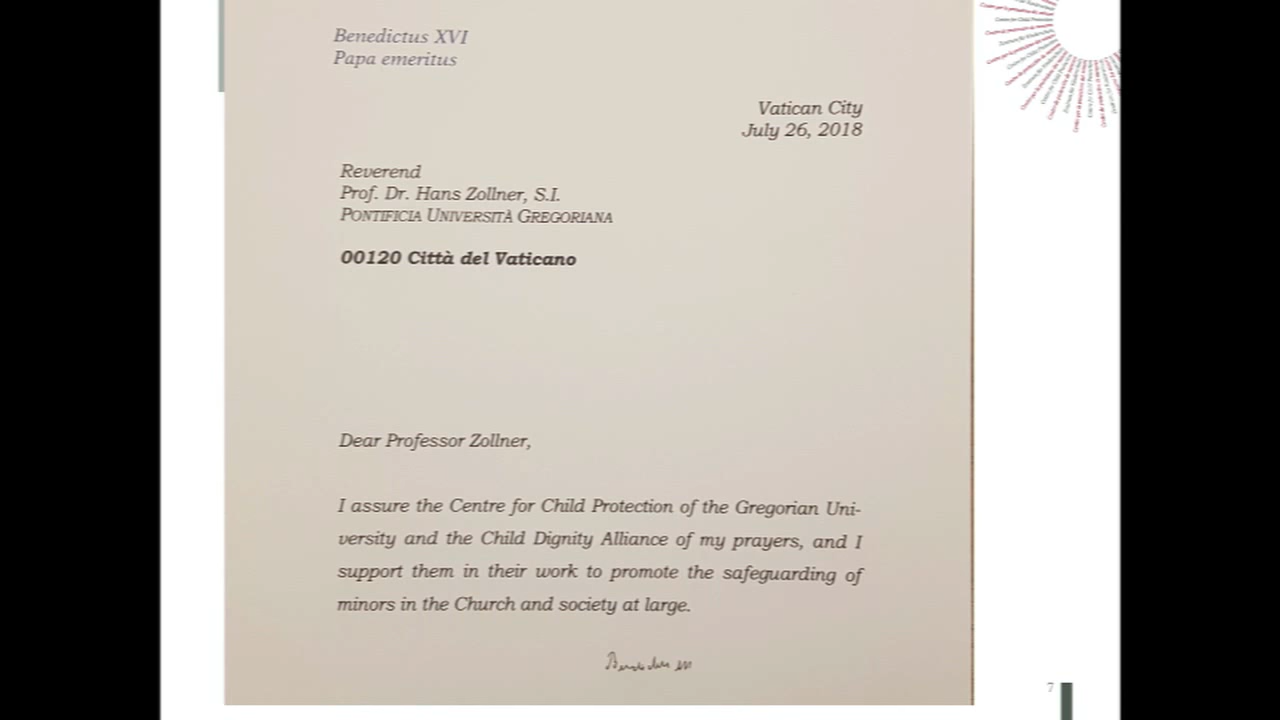 Benedictus XVI
Papa emeritus
Vatican City
July 26, 2018
Reverend
Prof. Dr. Hans Zollner, S.I.
PONTIFICIA UNIVERSITÀ GREGORIANA
00120 Città del Vaticano
Dear Professor Zollner,
I assure the Centre for Child Protection of the Gregorian Uni-
versity and the Child Dignity Alliance of my prayers, and I
support them in their work to promote the safeguarding of
minors in the Church and society at large.
7